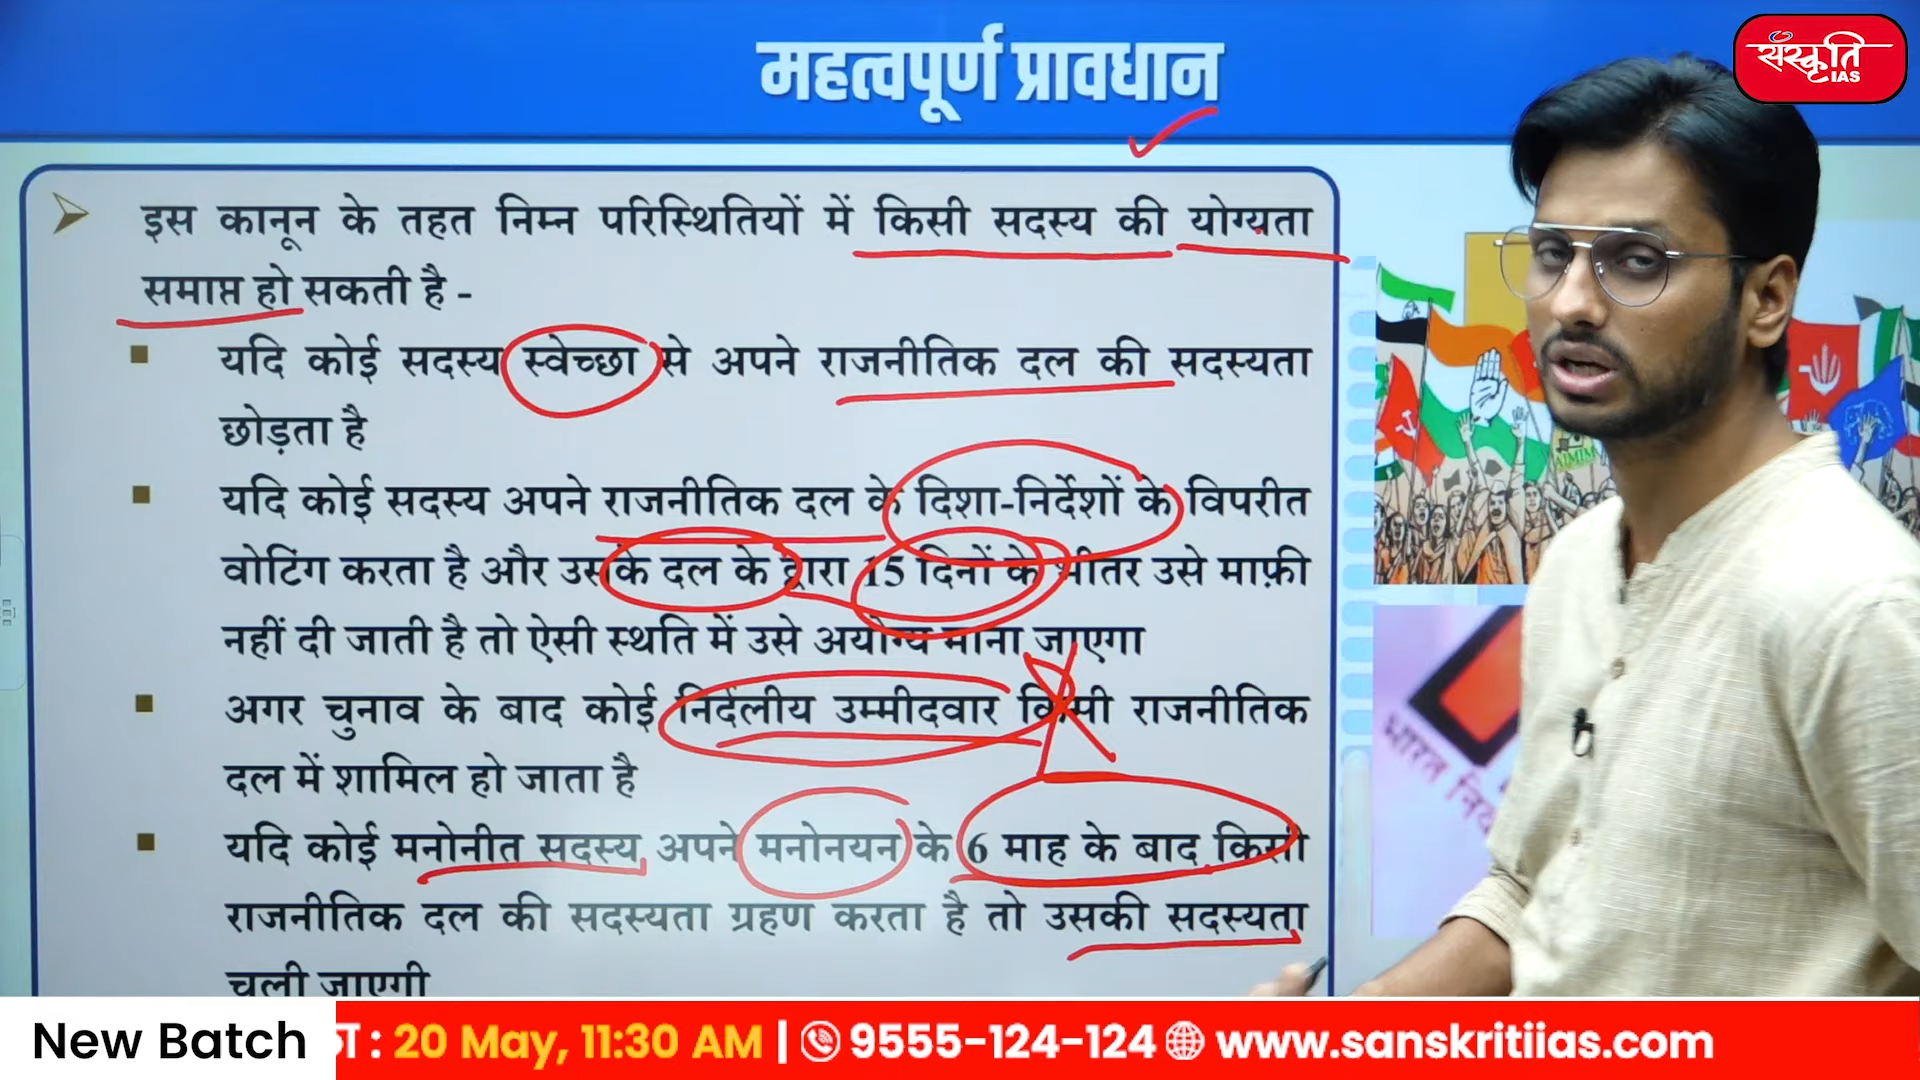 महत्वपूर्ण प्रावधान
संस्कृति
IAS
इस कानून के तहत निम्न परिस्थितियों में किसी सदस्य की योग्यता
समाप्त हो सकती है -
यदि कोई सदस्य स्वेच्छा से अपने राजनीतिक दल की सदस्यता
छोड़ता है
यदि कोई सदस्य अपने राजनीतिक दल के दिशा-निर्देशों के विपरीत
वोटिंग करता है और उसके दल के द्वारा 15 दिनों के भीतर उसे माफ़ी
नहीं दी जाती है तो ऐसी स्थति में उसे अयोग्य माना जाएगा
अगर चुनाव के बाद कोई निर्दलीय उम्मीदवार किसी राजनीतिक
दल में शामिल हो जाता है
यदि कोई मनोनीत सदस्य अपने मनोनयन के 6 माह के बाद किसी
राजनीतिक दल की सदस्यता ग्रहण करता है तो उसकी सदस्यता
चली जाएगी
AIMIM
भारत
New Batch
: 20 May, 11:30 AM | 9555-124-124 www.sanskritiias.com